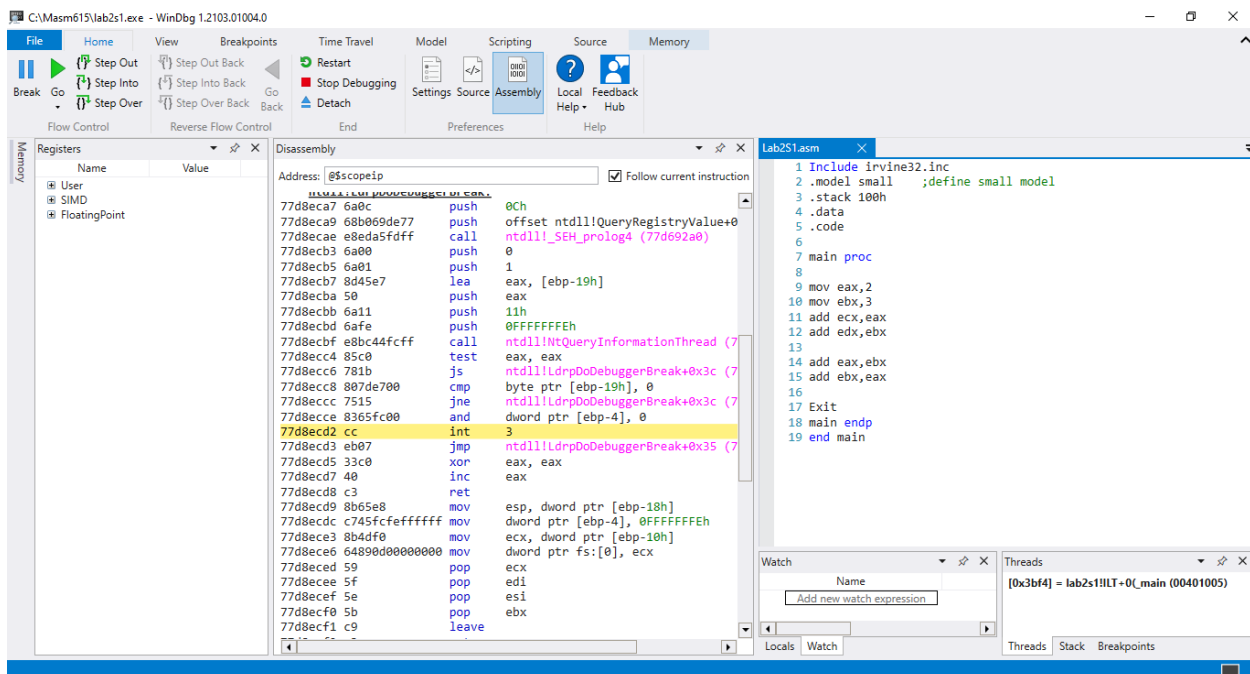 C:\Masm615\lab2s1.exe - WinDbg 1.2103.01004.0
File Home View Breakpoints Time Travel Model Scripting Source Memory
Break
Go
Step Out
Step Into
Step Over
Flow Control
Step Out Back
Step Into Back
Step Over Back
Go Back
Reverse Flow Control
Restart
Stop Debugging
Detach
End
Settings Source Assembly
Preferences
Local Help
Feedback Hub
Help
Memory
Registers
Name Value
User
SIMD
FloatingPoint
Disassembly
Address: @$scopeip Follow current instruction
ntdll!LdrpDoDebuggerBreak:
77d8eca7 6a0c push 0Ch
77d8eca9 68b069de77 push offset ntdll!QueryRegistryValue+0
77d8ecae e8eda5fdff call ntdll!_SEH_prolog4 (77d692a0)
77d8ecb3 6a00 push 0
77d8ecb5 6a01 push 1
77d8ecb7 8d45e7 lea eax, [ebp-19h]
77d8ecba 50 push eax
77d8ecbb 6a11 push 11h
77d8ecbd 6afe push 0FFFFFFFEh
77d8ecbf e8bc44fcff call ntdll!NtQueryInformationThread (7
77d8ecc4 85c0 test eax, eax
77d8ecc6 781b js ntdll!LdrpDoDebuggerBreak+0x3c (7
77d8ecc8 807de700 cmp byte ptr [ebp-19h], 0
77d8eccc 7515 jne ntdll!LdrpDoDebuggerBreak+0x3c (7
77d8ecce 8365fc00 and dword ptr [ebp-4], 0
77d8ecd2 cc int 3
77d8ecd3 eb07 jmp ntdll!LdrpDoDebuggerBreak+0x35 (7
77d8ecd5 33c0 xor eax, eax
77d8ecd7 40 inc eax
77d8ecd8 c3 ret
77d8ecd9 8b65e8 mov esp, dword ptr [ebp-18h]
77d8ecdc c745fcfeffffff mov dword ptr [ebp-4], 0FFFFFFFEh
77d8ece3 8b4df0 mov ecx, dword ptr [ebp-10h]
77d8ece6 64890d00000000 mov dword ptr fs:[0], ecx
77d8eced 59 pop ecx
77d8ecee 5f pop edi
77d8ecef 5e pop esi
77d8ecf0 5b pop ebx
77d8ecf1 c9 leave
Lab2S1.asm
1 Include irvine32.inc
2 .model small ;define small model
3 .stack 100h
4 .data
5 .code
6
7 main proc
8
9 mov eax,2
10 mov ebx,3
11 add ecx,eax
12 add edx,ebx
13
14 add eax,ebx
15 add ebx,eax
16
17 Exit
18 main endp
19 end main
Watch
Name
Add new watch expression
Locals Watch
Threads
[0x3bf4] = lab2s1!ILT+0(_main (00401005)
Threads Stack Breakpoints